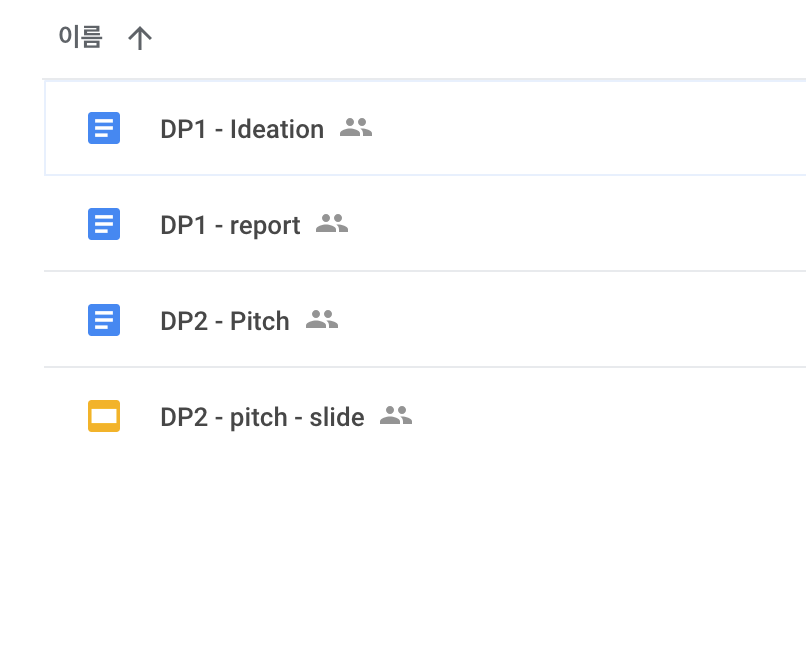 이름
DP1 - Ideation
DP1 - report
DP2 - Pitch
DP2 - pitch - slide